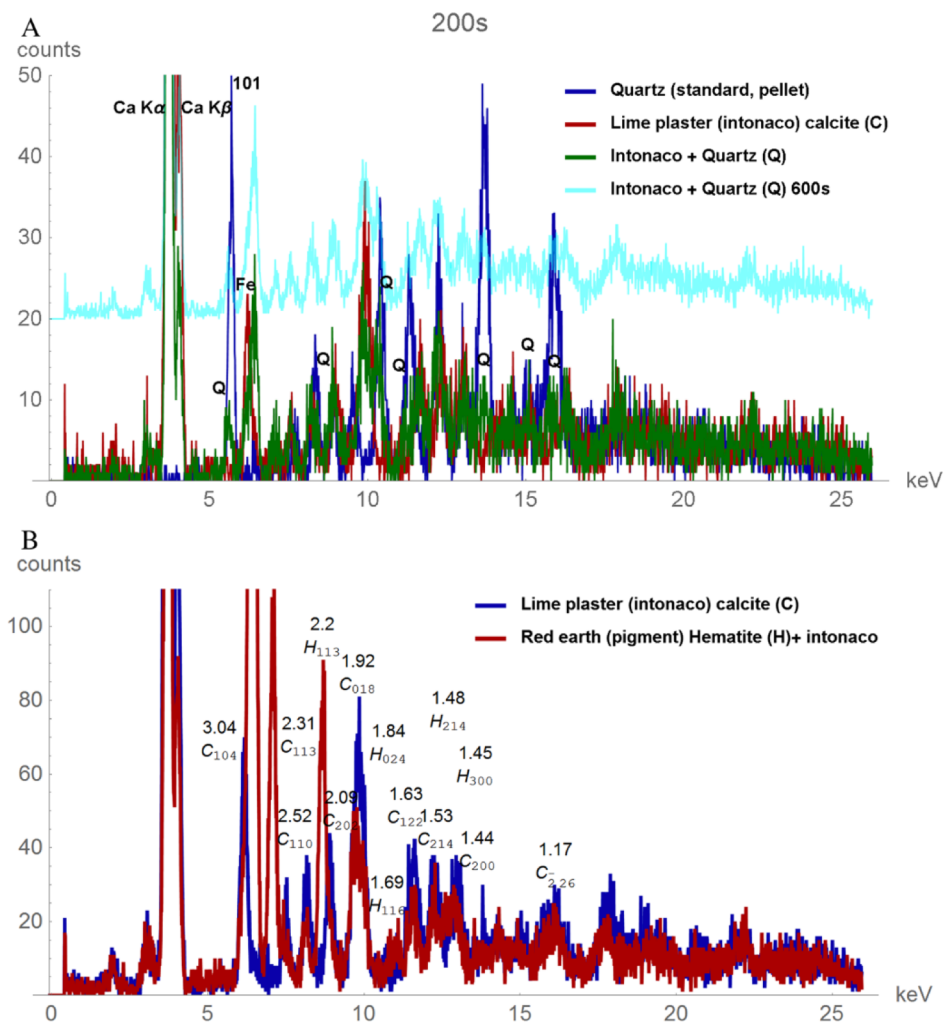 A
200s
counts
50
40
30
20
10
Ca Kα
Ca Kβ
101
Quartz (standard, pellet)
Lime plaster (intonaco) calcite (C)
Intonaco + Quartz (Q)
Intonaco + Quartz (Q) 600s
Fe
Q
Q
Q
Q
Q
Q
Q
0 5 10 15 20 25 keV
B
counts
100
80
60
40
20
Lime plaster (intonaco) calcite (C)
Red earth (pigment) Hematite (H)+ intonaco
2.2
H113
1.92
C018
3.04
C104
2.31
C113
1.84
H024
1.48
H214
1.45
H300
2.52
C110
2.09
1.63
C122
1.53
C214
1.44
C200
1.69
H116
1.17
0 5 10 15 20 25 keV